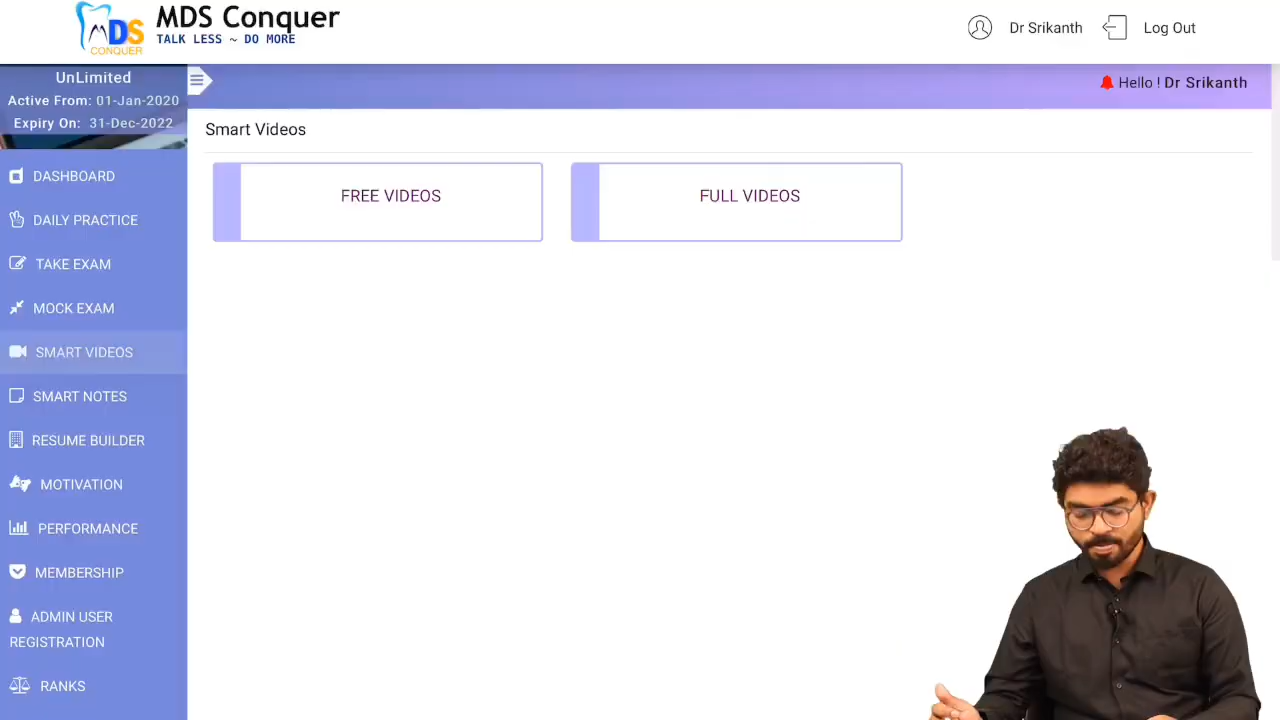 MDS
CONQUER
MDS Conquer
TALK LESS ~ DO MORE
Dr Srikanth
Log Out
UnLimited
Active From: 01-Jan-2020
Expiry On: 31-Dec-2022
Hello ! Dr Srikanth
Smart Videos
FREE VIDEOS
FULL VIDEOS
DASHBOARD
DAILY PRACTICE
TAKE EXAM
MOCK EXAM
SMART VIDEOS
SMART NOTES
RESUME BUILDER
MOTIVATION
PERFORMANCE
MEMBERSHIP
ADMIN USER
REGISTRATION
RANKS